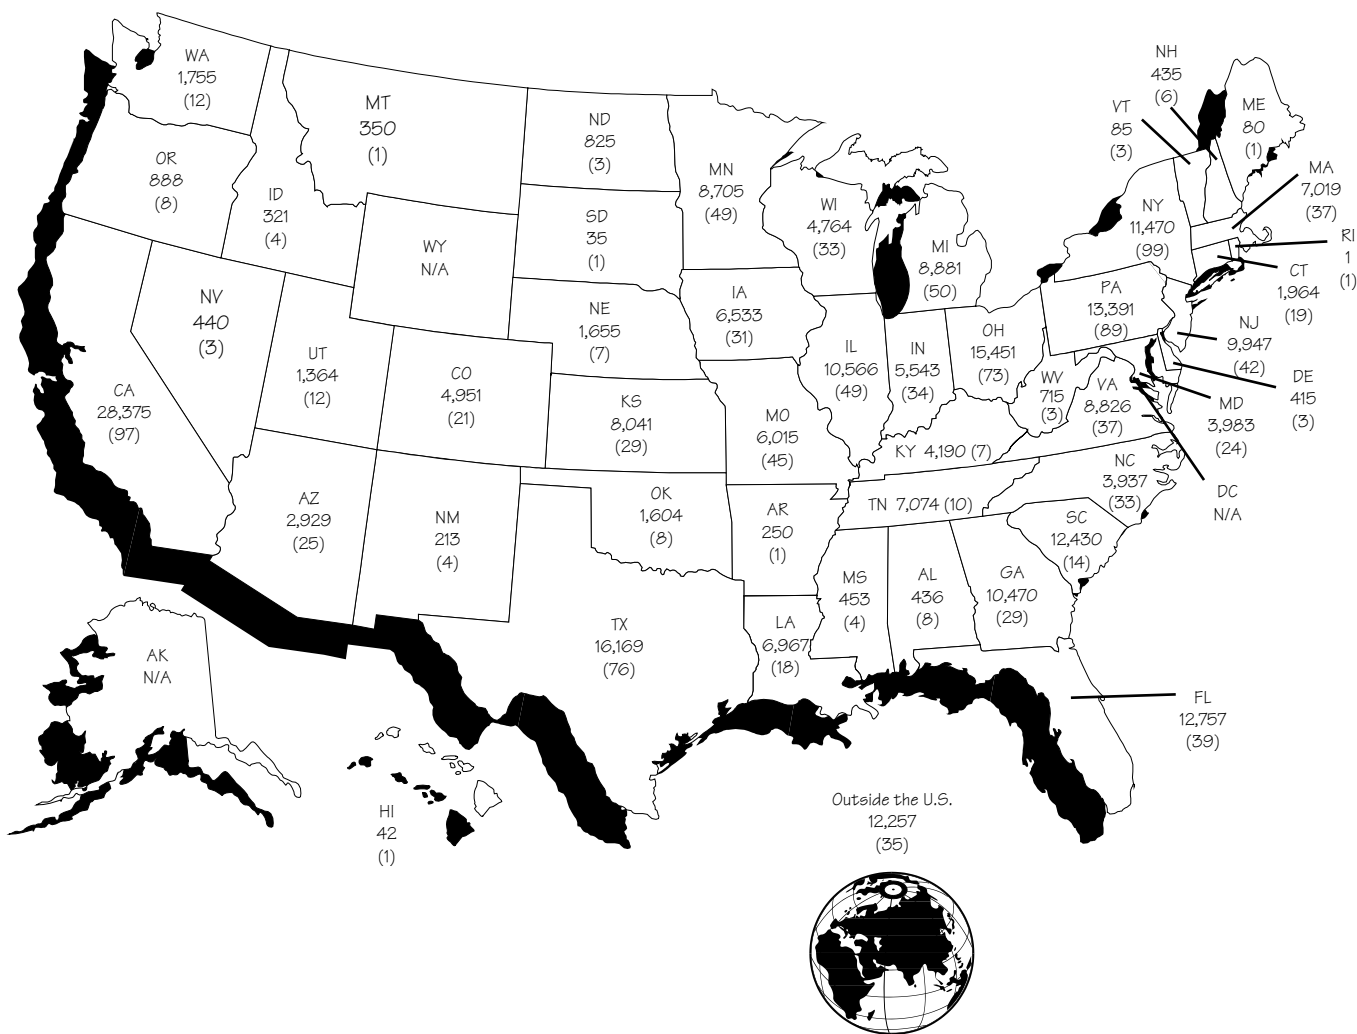 WA
1,755
(12)
OR
888
(8)
CA
28,375
(97)
NV
440
(3)
ID
321
(4)
MT
350
(1)
WY
N/A
UT
1,364
(12)
AZ
2,929
(25)
CO
4,951
(21)
NM
213
(4)
ND
825
(3)
SD
35
(1)
NE
1,655
(7)
KS
8,041
(29)
OK
1,604
(8)
TX
16,169
(76)
MN
8,705
(49)
IA
6,533
(31)
MO
6,015
(45)
AR
250
(1)
LA
6,967
(18)
WI
4,764
(33)
IL
10,566
(49)
MI
8,881
(50)
IN
5,543
(34)
OH
15,451
(73)
KY 4,190 (7)
TN 7,074 (10)
MS
453
(4)
AL
436
(8)
GA
10,470
(29)
FL
12,757
(39)
SC
12,430
(14)
NC
3,937
(33)
VA
8,826
(37)
WV
715
(3)
DC
N/A
MD
3,983
(24)
DE
415
(3)
NJ
9,947
(42)
PA
13,391
(89)
NY
11,470
(99)
CT
1,964
(19)
RI
1
(1)
MA
7,019
(37)
VT
85
(3)
NH
435
(6)
ME
80
(1)
AK
N/A
HI
42
(1)
Outside the U.S.
12,257
(35)